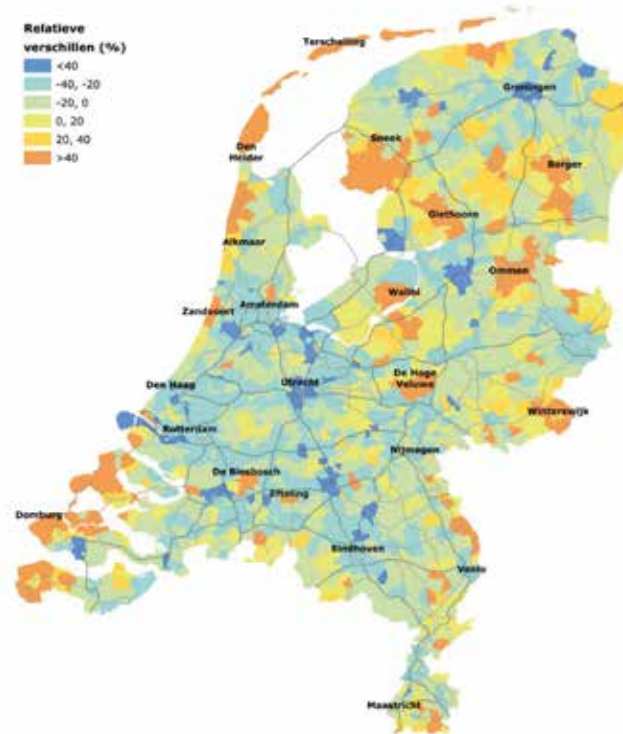 Relatieve
verschillen (%)
<40
-40, -20
-20, 0
0, 20
20, 40
>40
Terschelling
Groningen
Den
Helder
Sneek
Borger
Giethoorn
Alkmaar
Ommen
Walibi
Zandvoort
Amsterdam
De Hoge
Veluwe
Den Haag
Utrecht
Winterswijk
Rotterdam
Nijmegen
De Biesbosch
Efteling
Domburg
Eindhoven
Venlo
Maastricht